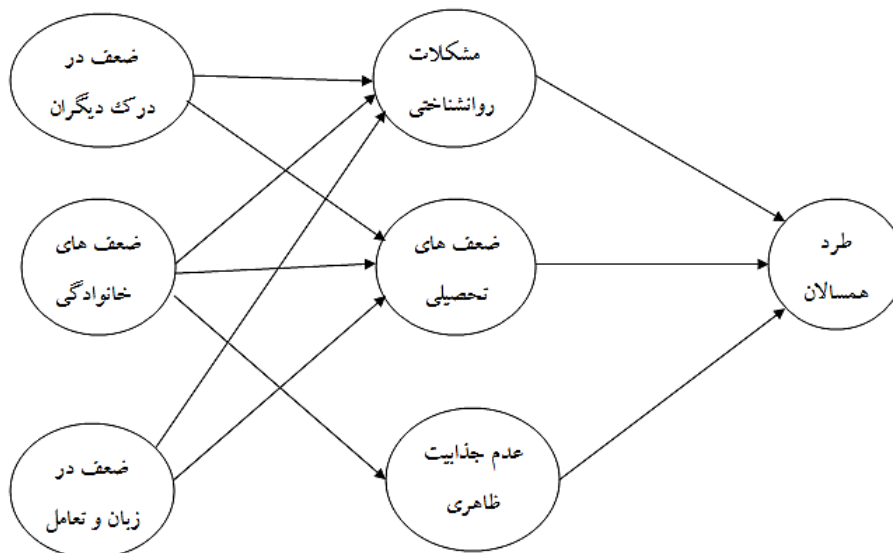 ضعف در
درک دیگران
ضعف های
خانوادگی
ضعف در
زبان و تعامل
مشکلات
روانشناختی
ضعف های
تحصیلی
عدم جذابیت
ظاهری
طرد
همسالان